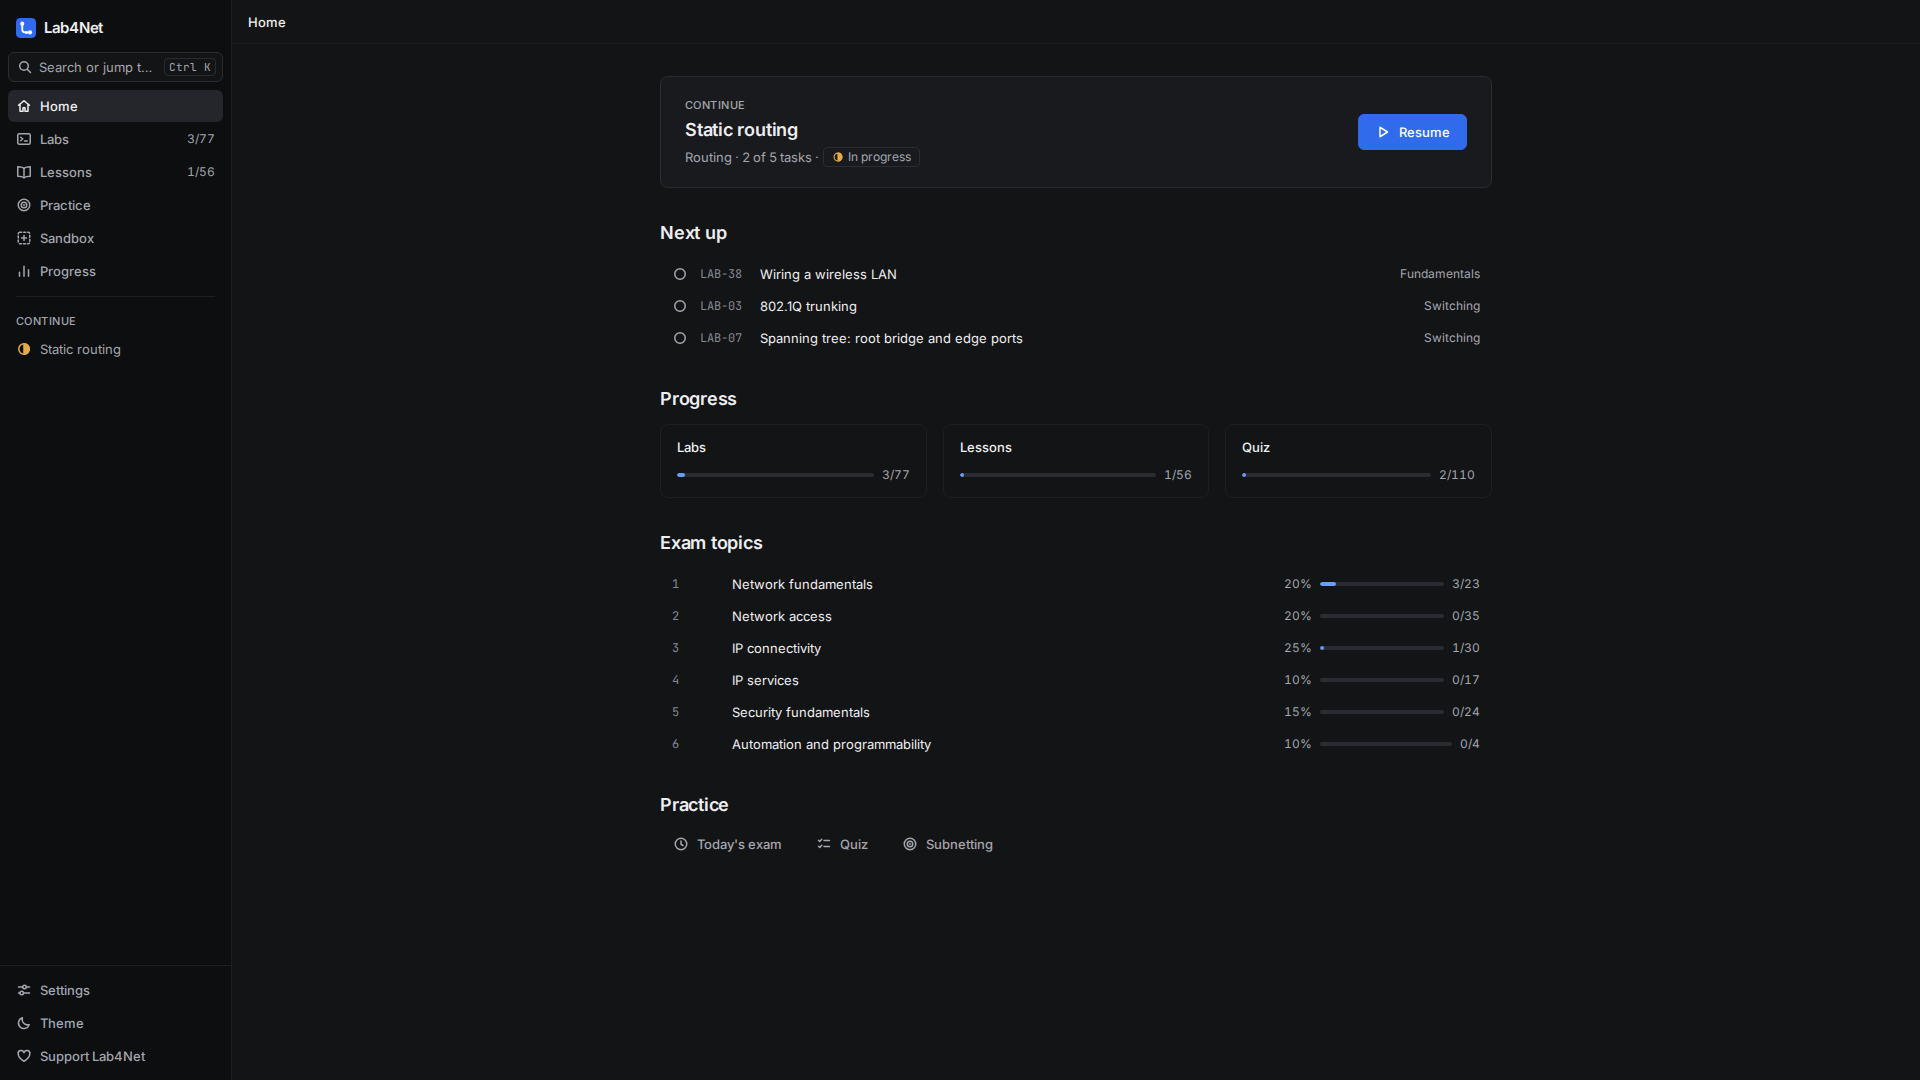 Lab4Net
Search or jump t... Ctrl K
Home
Labs 3/77
Lessons 1/56
Practice
Sandbox
Progress
CONTINUE
Static routing
Settings
Theme
Support Lab4Net
Home
CONTINUE
Static routing
Routing · 2 of 5 tasks · In progress
Resume
Next up
LAB-38 Wiring a wireless LAN Fundamentals
LAB-03 802.1Q trunking Switching
LAB-07 Spanning tree: root bridge and edge ports Switching
Progress
Labs
3/77
Lessons
1/56
Quiz
2/110
Exam topics
1 Network fundamentals 20% 3/23
2 Network access 20% 0/35
3 IP connectivity 25% 1/30
4 IP services 10% 0/17
5 Security fundamentals 15% 0/24
6 Automation and programmability 10% 0/4
Practice
Today's exam Quiz Subnetting